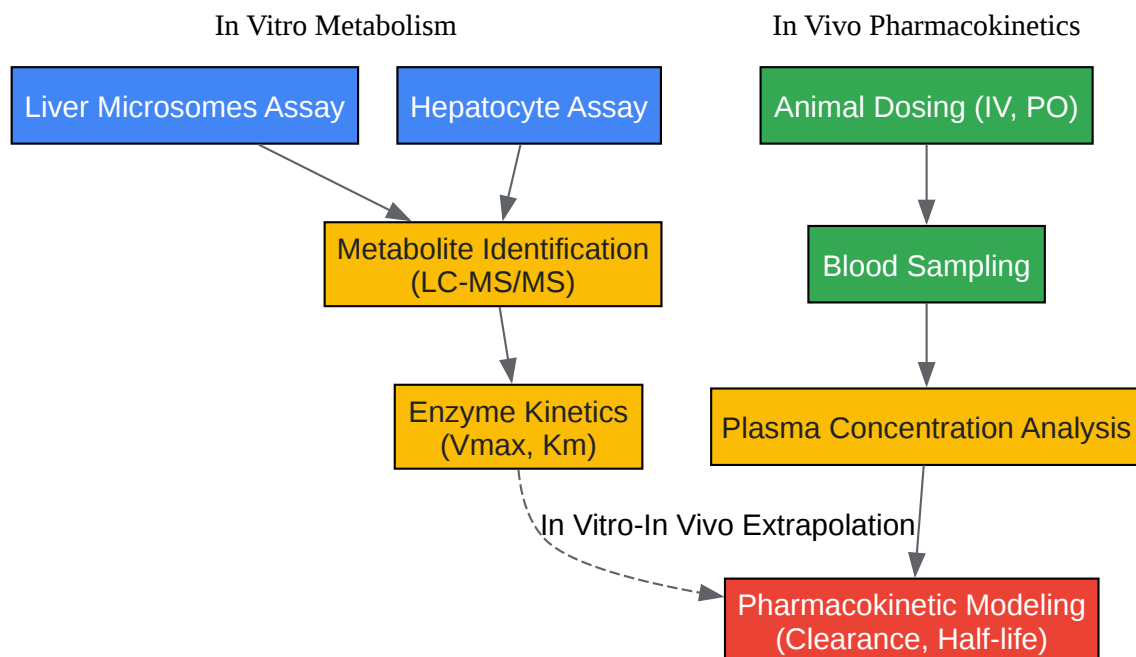 In Vitro Metabolism
In Vivo Pharmacokinetics
Liver Microsomes Assay
Hepatocyte Assay
Animal Dosing (IV, PO)
Metabolite Identification
(LC-MS/MS)
Blood Sampling
Enzyme Kinetics
(Vmax, Km)
Plasma Concentration Analysis
In Vitro-In Vivo Extrapolation
Pharmacokinetic Modeling
(Clearance, Half-life)